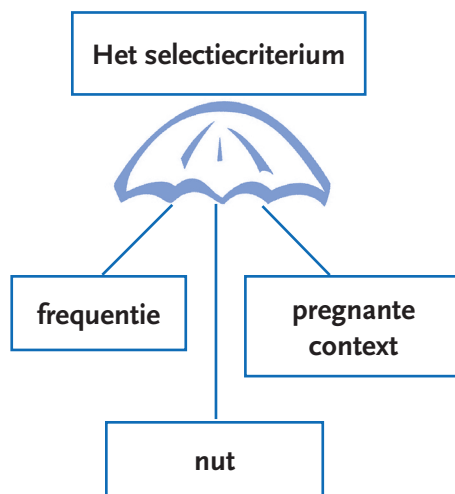 Het selectiecriterium
frequentie
pregnante
context
nut